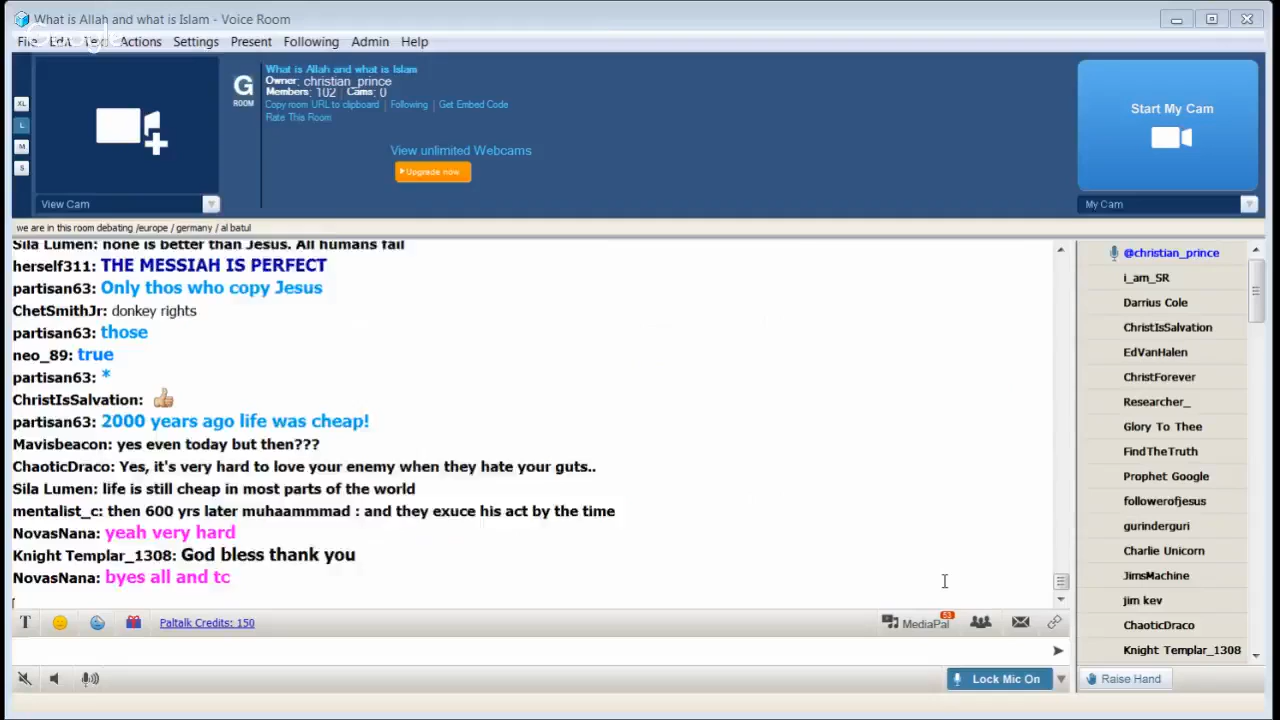 What is Allah and what is Islam - Voice Room
File Edit Text Actions Settings Present Following Admin Help
Google
What is Allah and what is Islam
Owner: christian_prince
Members: 102 Cams: 0
Copy room URL to clipboard | Following | Get Embed Code
Rate This Room
G
ROOM
XL
L
M
S
View unlimited Webcams
Upgrade now
Start My Cam
View Cam
My Cam
we are in this room debating /europe / germany / al batul
Sila Lumen: none is better than Jesus. All humans fail
herself311: THE MESSIAH IS PERFECT
partisan63: Only thos who copy Jesus
ChetSmithJr: donkey rights
partisan63: those
neo_89: true
partisan63: *
ChristIsSalvation:
partisan63: 2000 years ago life was cheap!
Mavisbeacon: yes even today but then???
ChaoticDraco: Yes, it's very hard to love your enemy when they hate your guts..
Sila Lumen: life is still cheap in most parts of the world
mentalist_c: then 600 yrs later muhaammmad : and they exuce his act by the time
NovasNana: yeah very hard
Knight Templar_1308: God bless thank you
NovasNana: byes all and tc
@christian_prince
i_am_SR
Darrius Cole
ChristIsSalvation
EdVanHalen
ChristForever
Researcher_
Glory To Thee
FindTheTruth
Prophet Google
followerofjesus
gurinderguri
Charlie Unicorn
JimsMachine
jim kev
ChaoticDraco
Knight Templar_1308
T
Paltalk Credits: 150
MediaPal
53
Lock Mic On
Raise Hand